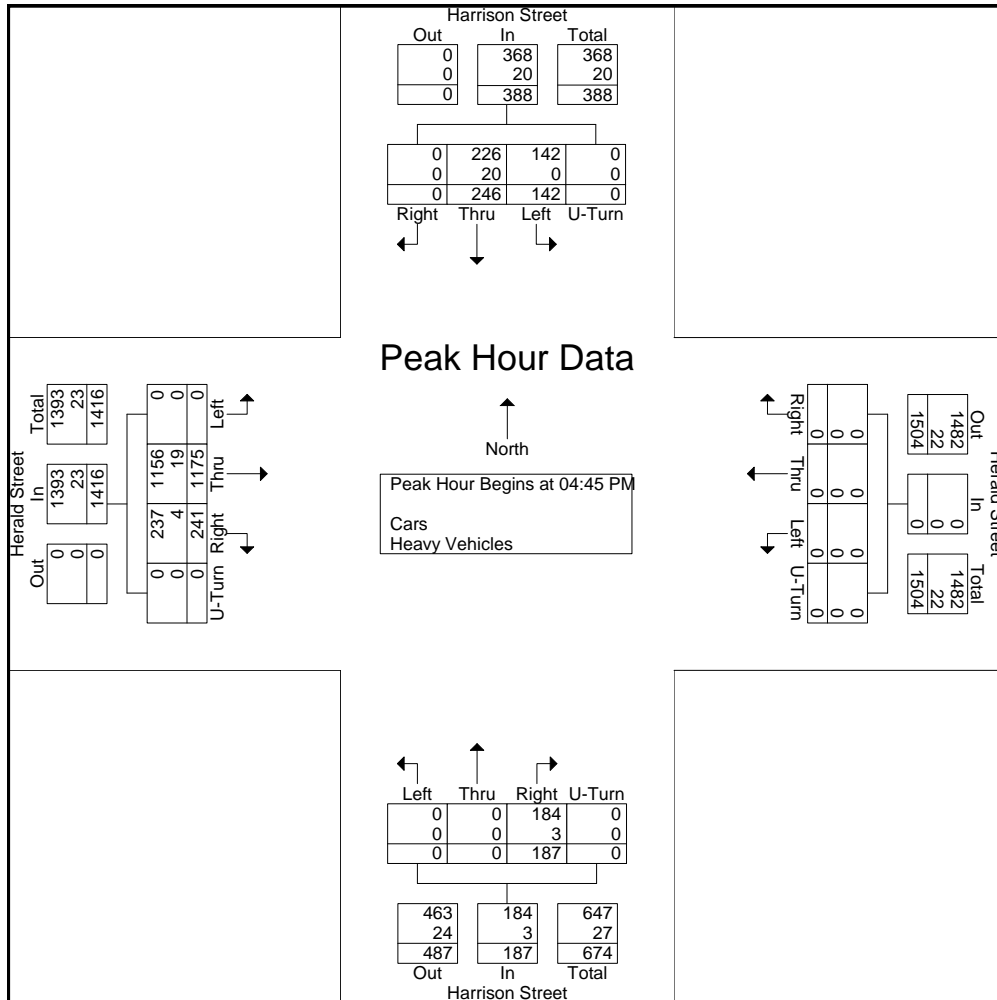 Harrison Street
Out In Total
0 368 368
0 20 20
0 388 388
0 226 142 0
0 20 0 0
0 246 142 0
Right Thru Left U-Turn
Peak Hour Data
North
Peak Hour Begins at 04:45 PM
Cars
Heavy Vehicles
Herald Street
Total In Out
1393 1393 0
23 23 0
1416 1416 0
0 1156 237 0
0 19 4 0
0 1175 241 0
Left Thru Right U-Turn
Herald Street
Out In Total
1482 0 1482
22 0 22
1504 0 1504
0 0 0 0
0 0 0 0
0 0 0 0
Right Thru Left U-Turn
Left Thru Right U-Turn
0 0 184 0
0 0 3 0
0 0 187 0
463 184 647
24 3 27
487 187 674
Out In Total
Harrison Street